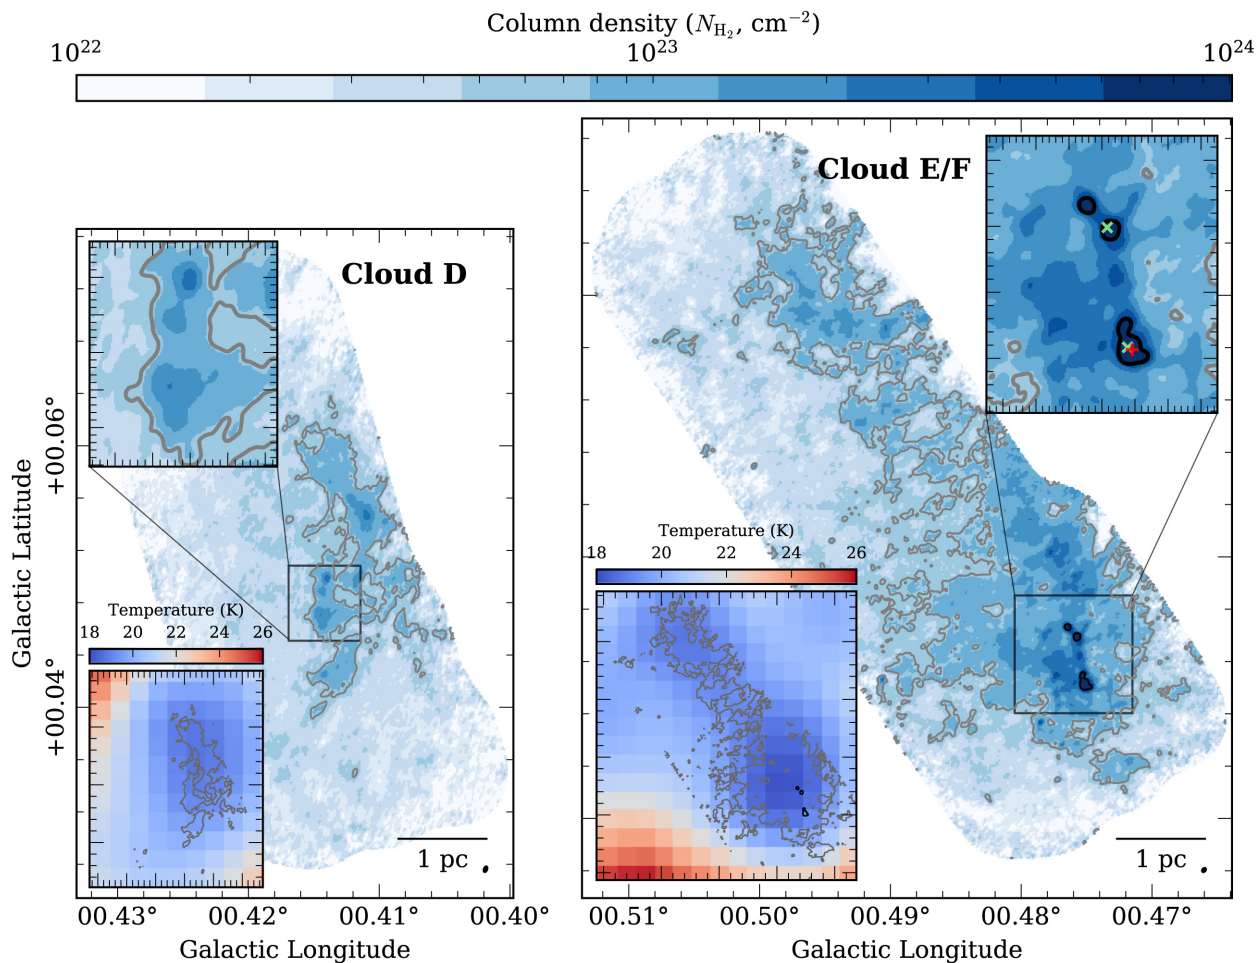 Column density (N_H₂, cm⁻²)
10²² 10²³ 10²⁴
Cloud D
Cloud E/F
Galactic Latitude
+00.06°
+00.04°
Temperature (K)
18 20 22 24 26
Temperature (K)
18 20 22 24 26
1 pc
1 pc
00.43° 00.42° 00.41° 00.40°
00.51° 00.50° 00.49° 00.48° 00.47°
Galactic Longitude
Galactic Longitude